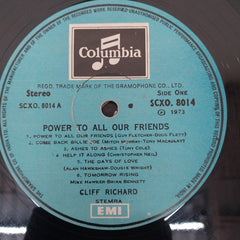 Columbia
REGD. TRADE MARK OF THE GRAMOPHONE CO. LTD.
Stereo
Side One
SCXO. 8014 A
SCXO. 8014
℗ 1973
POWER TO ALL OUR FRIENDS
1 POWER TO ALL OUR FRIENDS (Guy Fletcher-Doug Flett)
2. COME BACK BILLIE JOE (Mitch Murray-Tony Macaulay)
3. ASHES TO ASHES (Tony Cole)
4 HELP IT ALONG (Christopher Neil)
5 THE DAYS OF LOVE
(Alan Hawkshaw-Dougie Wright)
6 TOMORROW RISING
Mike Hawker-Brian Bennett
CLIFF RICHARD
STEMRA
EMI